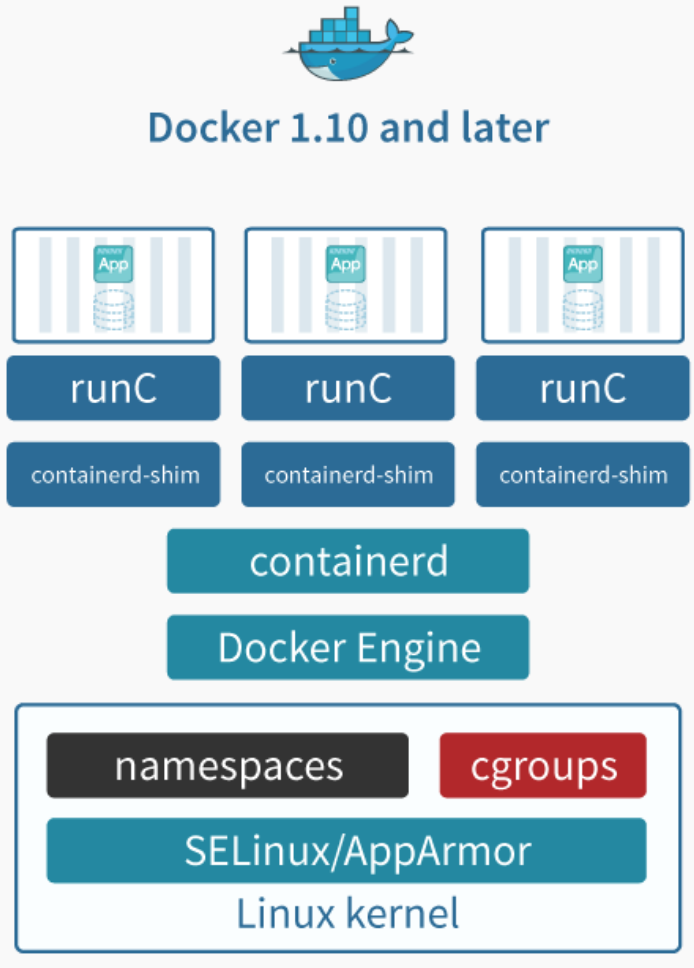 Docker 1.10 and later
App App App
runC runC runC
containerd-shim containerd-shim containerd-shim
containerd
Docker Engine
namespaces cgroups
SELinux/AppArmor
Linux kernel